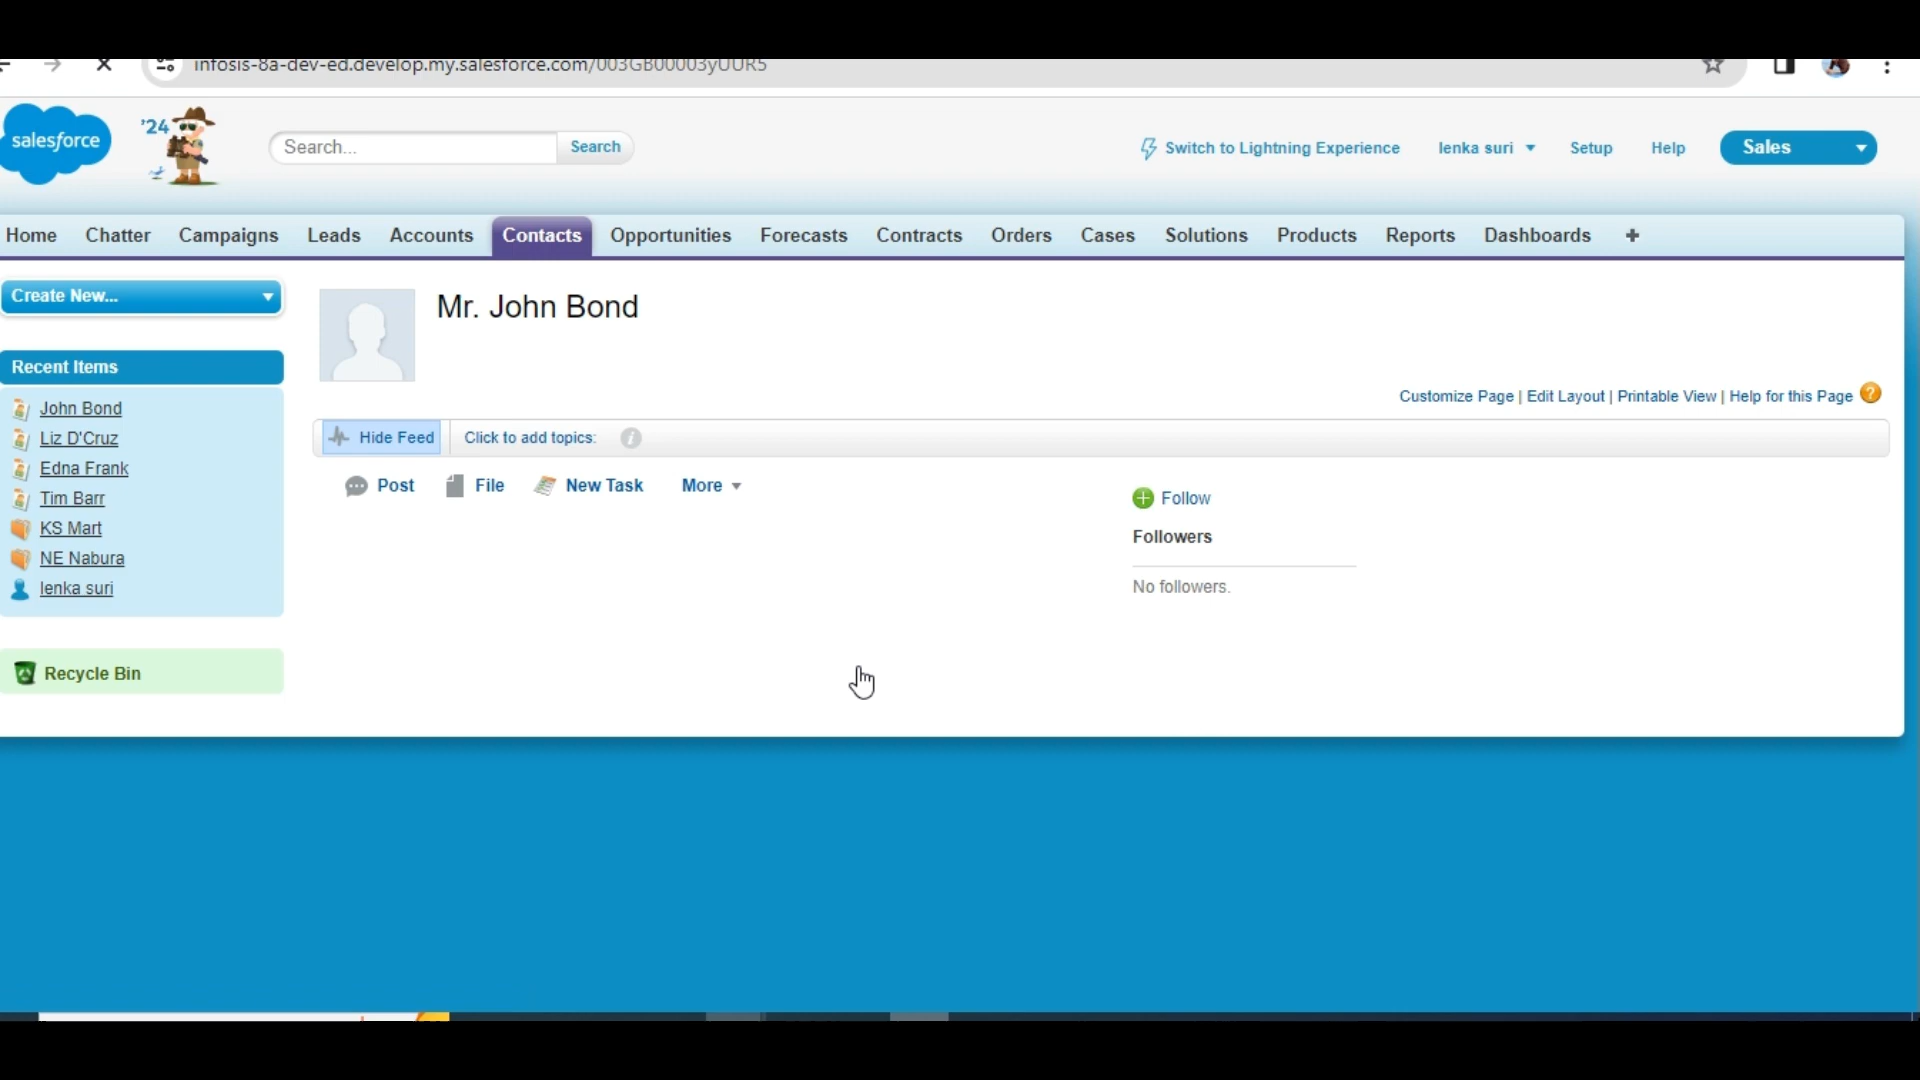 infosis-8a-dev-ed.develop.my.salesforce.com/003GB00003yUUR5
salesforce '24 Search... Search Switch to Lightning Experience lenka suri Setup Help Sales
Home Chatter Campaigns Leads Accounts Contacts Opportunities Forecasts Contracts Orders Cases Solutions Products Reports Dashboards +
Create New...
Mr. John Bond
Recent Items
John Bond
Liz D'Cruz
Edna Frank
Tim Barr
KS Mart
NE Nabura
lenka suri
Recycle Bin
Customize Page | Edit Layout | Printable View | Help for this Page ?
Hide Feed Click to add topics: i
Post File New Task More
Follow
Followers
No followers.